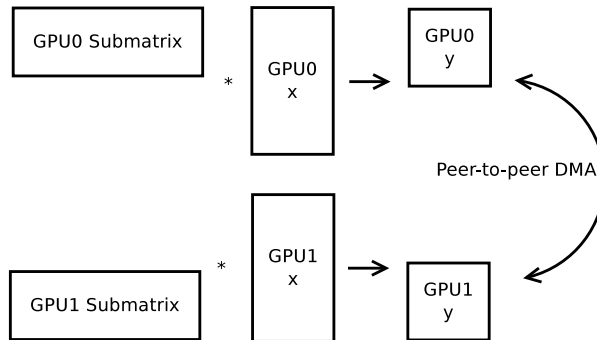 GPU0 Submatrix
*
GPU0
x
GPU0
y
Peer-to-peer DMA
GPU1 Submatrix
*
GPU1
x
GPU1
y